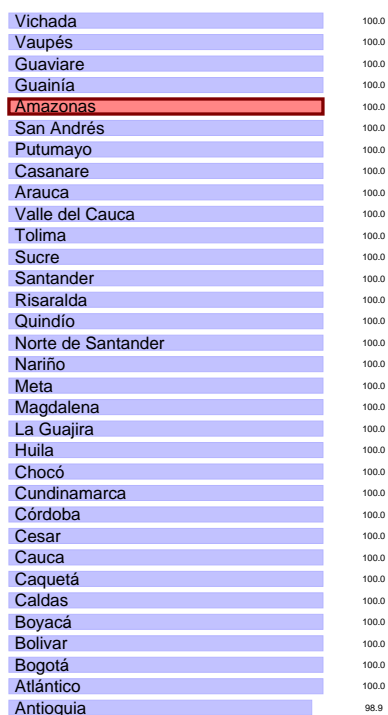 Vichada 100.0
Vaupés 100.0
Guaviare 100.0
Guainía 100.0
Amazonas 100.0
San Andrés 100.0
Putumayo 100.0
Casanare 100.0
Arauca 100.0
Valle del Cauca 100.0
Tolima 100.0
Sucre 100.0
Santander 100.0
Risaralda 100.0
Quindío 100.0
Norte de Santander 100.0
Nariño 100.0
Meta 100.0
Magdalena 100.0
La Guajira 100.0
Huila 100.0
Chocó 100.0
Cundinamarca 100.0
Córdoba 100.0
Cesar 100.0
Cauca 100.0
Caquetá 100.0
Caldas 100.0
Boyacá 100.0
Bolivar 100.0
Bogotá 100.0
Atlántico 100.0
Antioquia 98.9